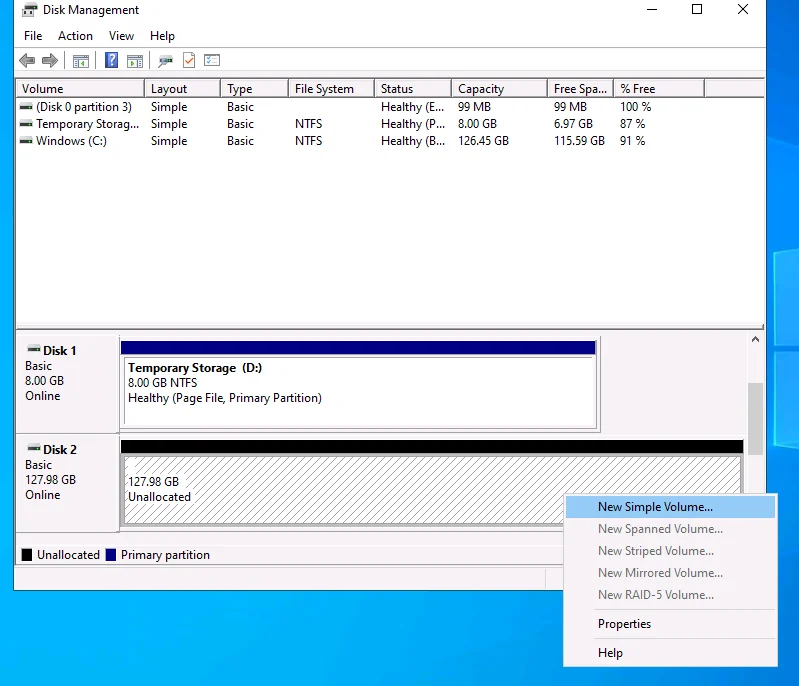 Disk Management
File Action View Help
Volume Layout Type File System Status Capacity Free Spa... % Free
(Disk 0 partition 3) Simple Basic Healthy (E... 99 MB 99 MB 100 %
Temporary Storag... Simple Basic NTFS Healthy (P... 8.00 GB 6.97 GB 87 %
Windows (C:) Simple Basic NTFS Healthy (B... 126.45 GB 115.59 GB 91 %
Disk 1
Basic
8.00 GB
Online
Temporary Storage (D:)
8.00 GB NTFS
Healthy (Page File, Primary Partition)
Disk 2
Basic
127.98 GB
Online
127.98 GB
Unallocated
New Simple Volume...
New Spanned Volume...
New Striped Volume...
New Mirrored Volume...
New RAID-5 Volume...
Properties
Help
Unallocated Primary partition